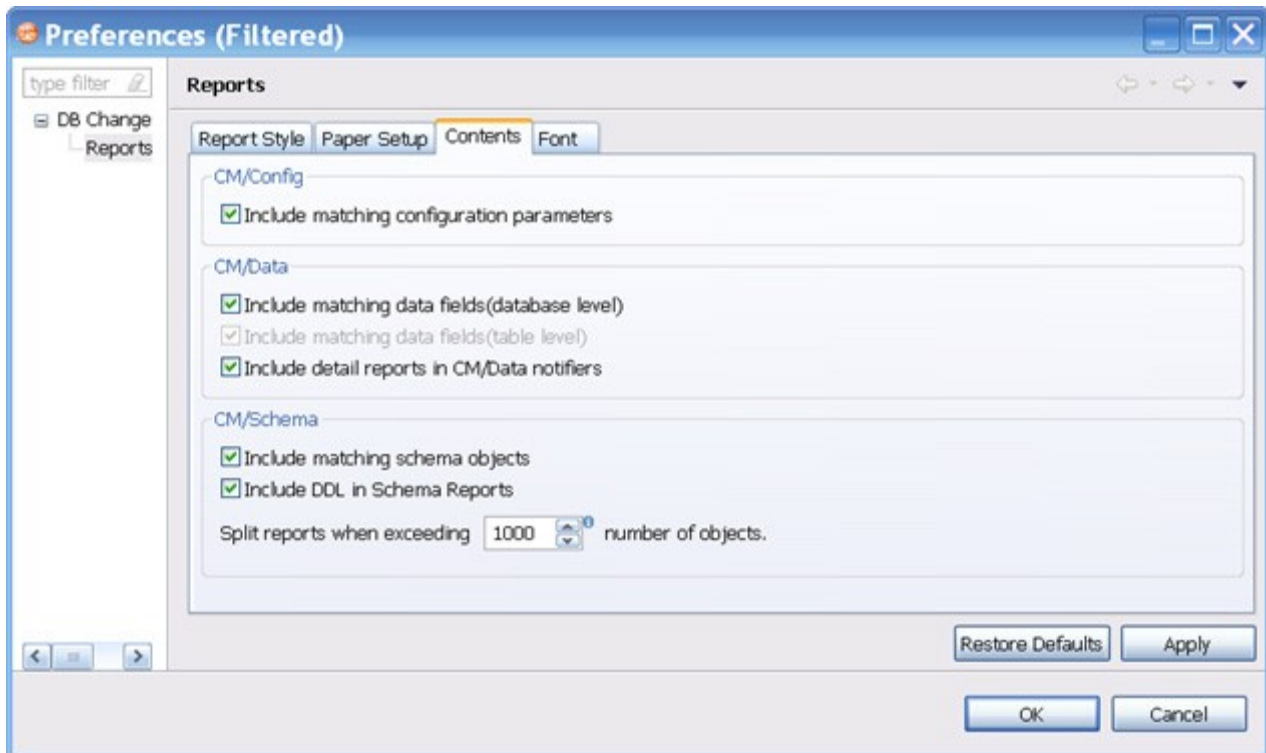 Preferences (Filtered)
type filter
Reports
DB Change
Reports
Report Style Paper Setup Contents Font
CM/Config
Include matching configuration parameters
CM/Data
Include matching data fields(database level)
Include matching data fields(table level)
Include detail reports in CM/Data notifiers
CM/Schema
Include matching schema objects
Include DDL in Schema Reports
Split reports when exceeding 1000 number of objects.
Restore Defaults Apply
OK Cancel